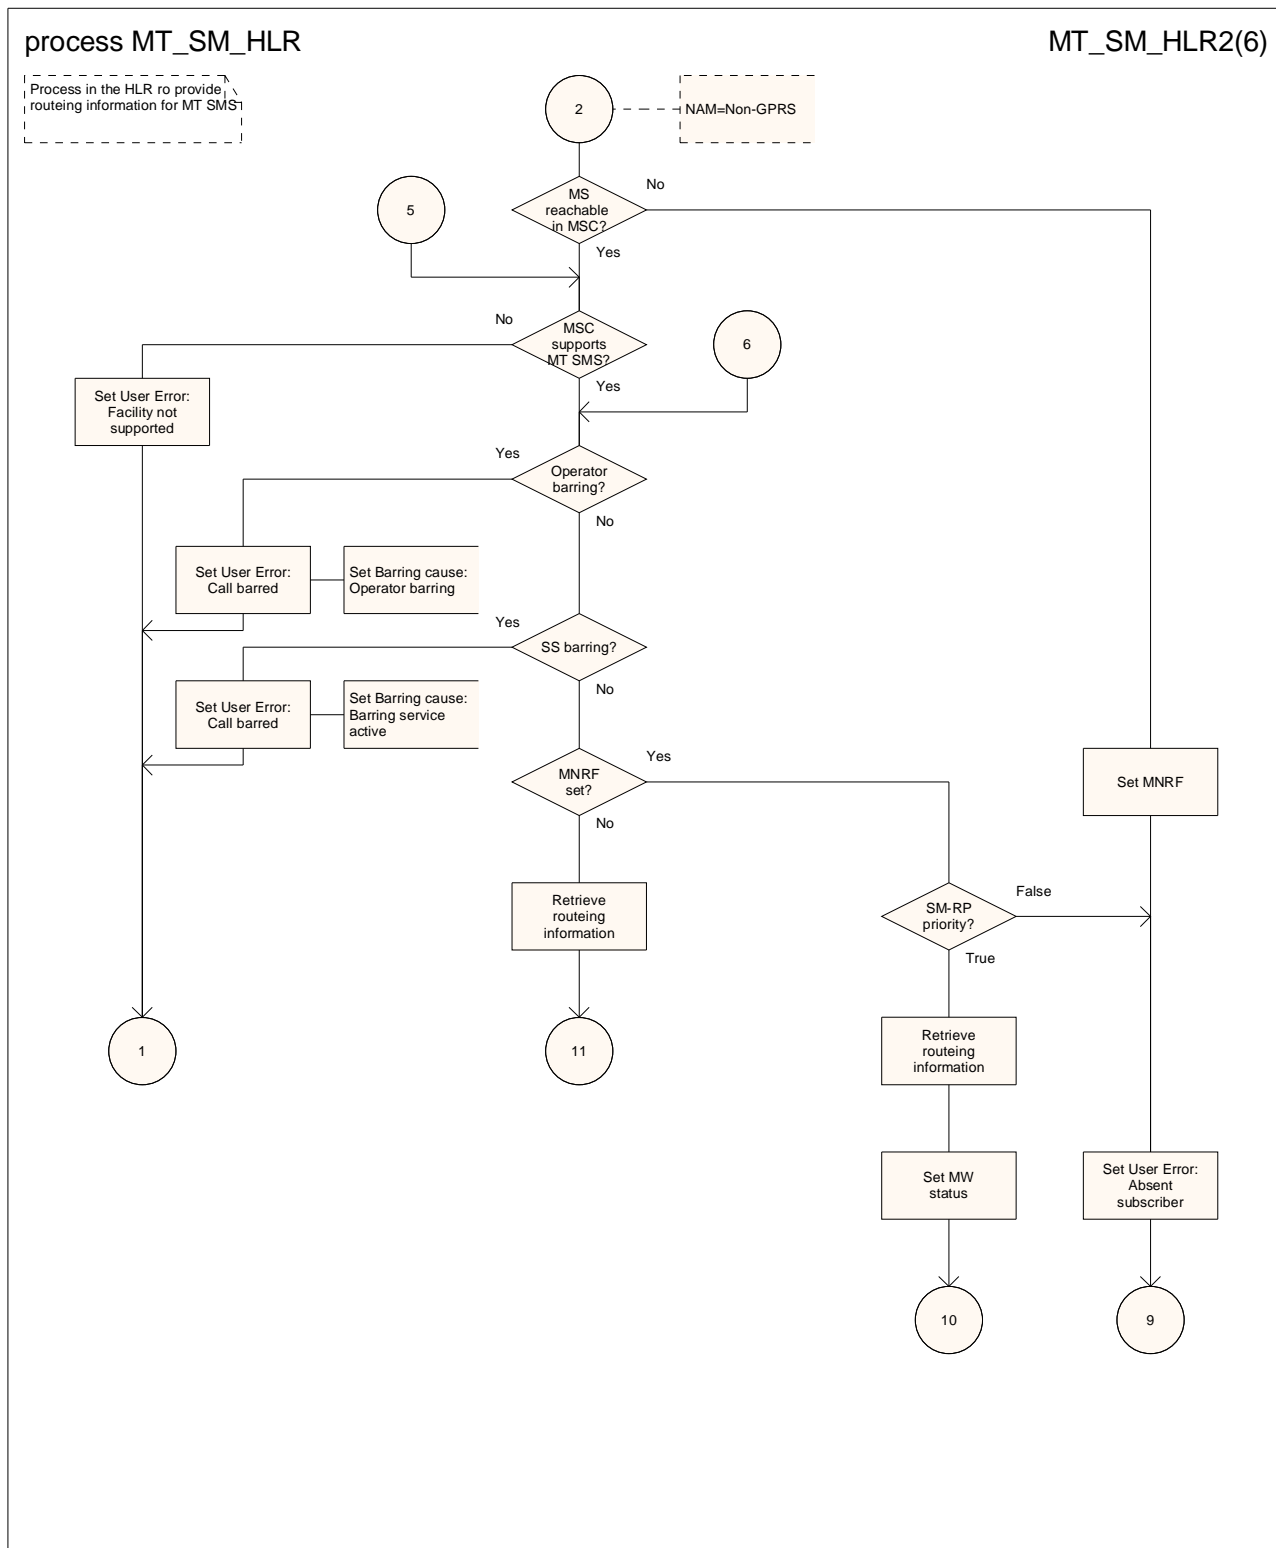 process MT_SM_HLR
MT_SM_HLR2(6)
Process in the HLR ro provide
routeing information for MT SMS
2
NAM=Non-GPRS
MS
reachable
in MSC?
No
Yes
5
MSC
supports
MT SMS?
No
Yes
6
Set User Error:
Facility not
supported
Operator
barring?
Yes
No
Set User Error:
Call barred
Set Barring cause:
Operator barring
SS barring?
Yes
No
Set User Error:
Call barred
Set Barring cause:
Barring service
active
MNRF
set?
Yes
No
Set MNRF
Retrieve
routeing
information
SM-RP
priority?
False
True
1
11
Retrieve
routeing
information
Set MW
status
Set User Error:
Absent
subscriber
10
9